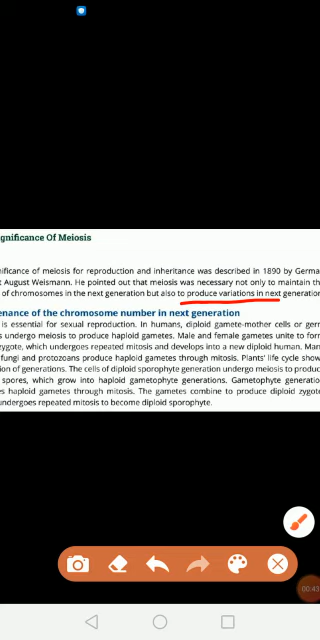 gnificance Of Meiosis
nificance of meiosis for reproduction and inheritance was described in 1890 by Germa
t August Weismann. He pointed out that meiosis was necessary not only to maintain th
of chromosomes in the next generation but also to produce variations in next generation
enance of the chromosome number in next generation
is essential for sexual reproduction. In humans, diploid gamete-mother cells or ger
s undergo meiosis to produce haploid gametes. Male and female gametes unite to form
zygote, which undergoes repeated mitosis and develops into a new diploid human. Man
fungi and protozoans produce haploid gametes through mitosis. Plants' life cycle show
ion of generations. The cells of diploid sporophyte generation undergo meiosis to produc
spores, which grow into haploid gametophyte generations. Gametophyte generatio
es haploid gametes through mitosis. The gametes combine to produce diploid zygote
undergoes repeated mitosis to become diploid sporophyte.
00:43